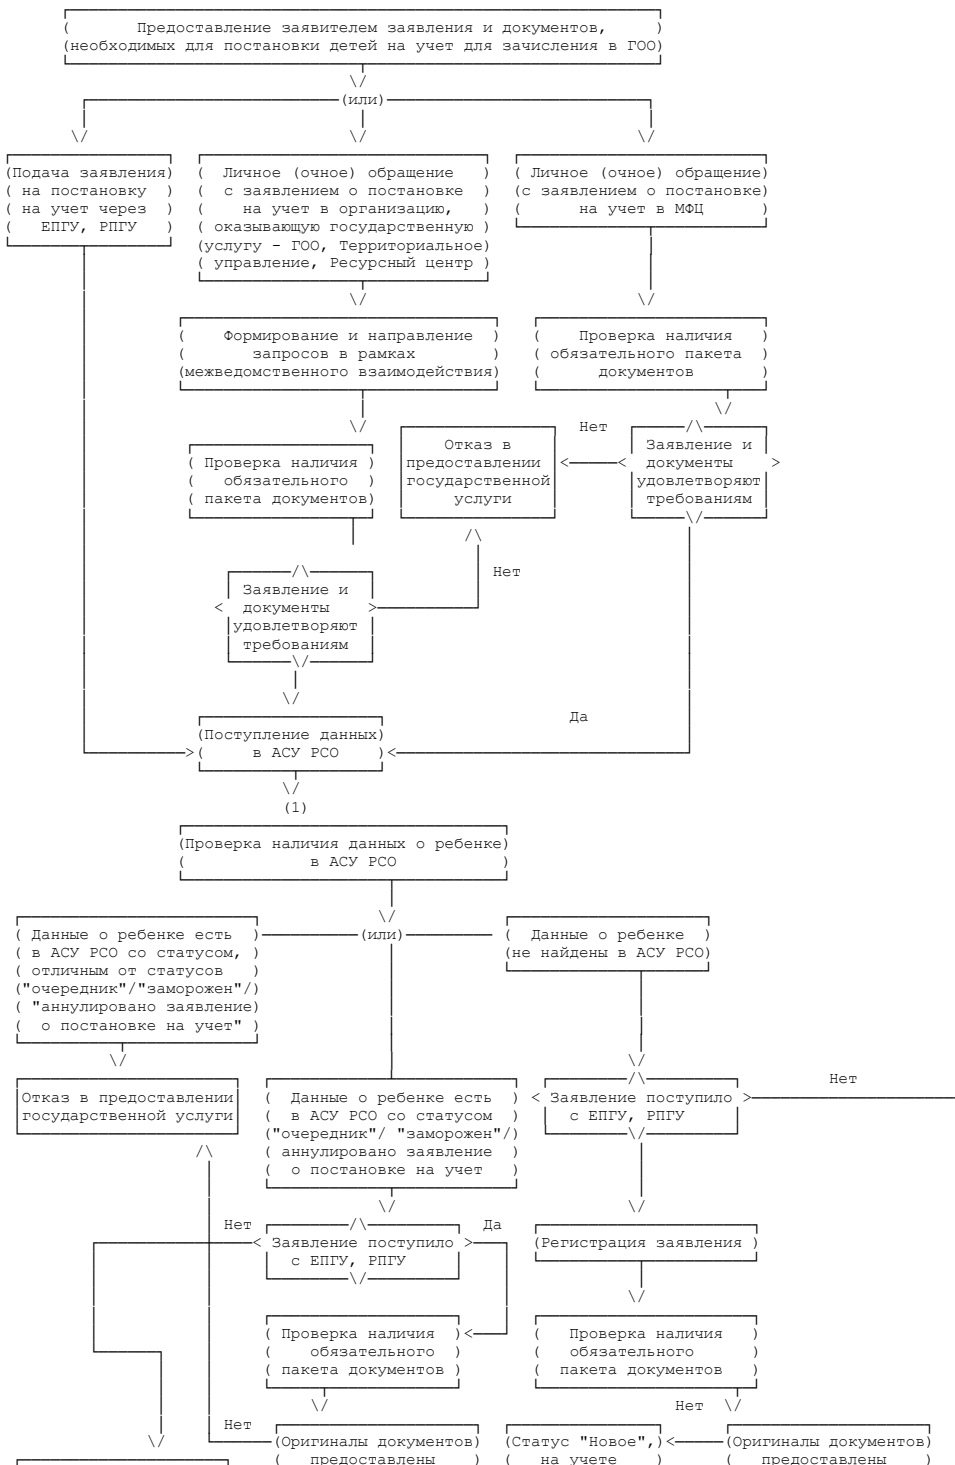 Предоставление заявителем заявления и документов,
(необходимых для постановки детей на учет для зачисления в ГОО)
(или)
(Подача заявления)
( на постановку )
( на учет через )
( ЕПГУ, РПГУ )
( Личное (очное) обращение )
( с заявлением о постановке )
( на учет в организацию, )
( оказывающую государственную )
(услугу - ГОО, Территориальное)
( управление, Ресурсный центр )
( Личное (очное) обращение)
(с заявлением о постановке)
( на учет в МФЦ )
( Формирование и направление )
( запросов в рамках )
(межведомственного взаимодействия)
( Проверка наличия )
( обязательного пакета )
( документов )
( Проверка наличия )
( обязательного )
( пакета документов)
Отказ в
предоставлении
государственной
услуги
Нет
Заявление и
документы
удовлетворяют
требованиям
Нет
Заявление и
документы
удовлетворяют
требованиям
Да
(Поступление данных)
( в АСУ РСО )
(1)
(Проверка наличия данных о ребенке)
( в АСУ РСО )
(или)
( Данные о ребенке есть )
( в АСУ РСО со статусом, )
( отличным от статусов )
("очередник"/"заморожен"/)
( "аннулировано заявление)
( о постановке на учет" )
( Данные о ребенке )
(не найдены в АСУ РСО)
Отказ в предоставлении
государственной услуги
( Данные о ребенке есть )
( в АСУ РСО со статусом )
("очередник"/ "заморожен"/)
( аннулировано заявление )
( о постановке на учет )
< Заявление поступило >
с ЕПГУ, РПГУ
Нет
Нет
< Заявление поступило >
с ЕПГУ, РПГУ
Да
(Регистрация заявления )
( Проверка наличия )
( обязательного )
( пакета документов )
( Проверка наличия )
( обязательного )
( пакета документов )
Нет
Нет
(Оригиналы документов)
( предоставлены
(Статус "Новое",)
( на учете )
(Оригиналы документов)
( предоставлены )